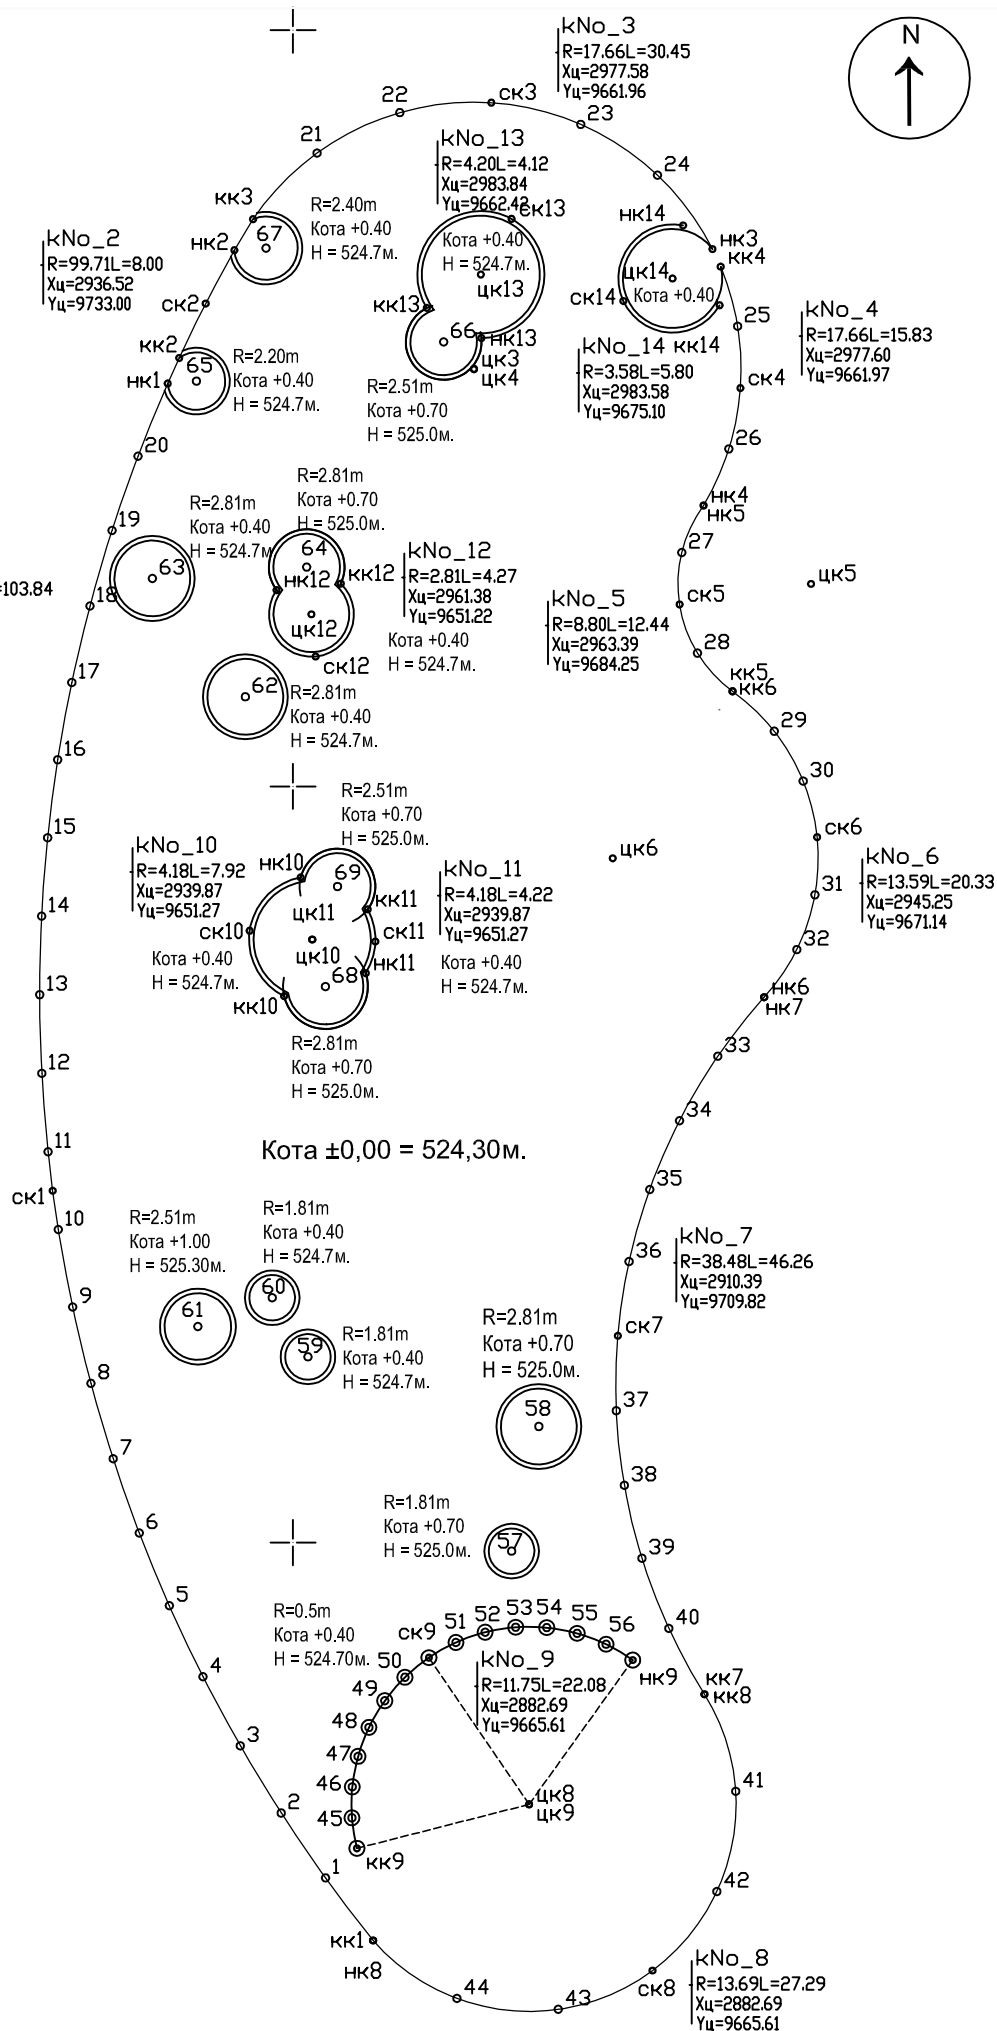 N
kNo_3
R=17.66L=30.45
Xц=2977.58
Yц=9661.96
22
ск3
23
21
24
kNo_13
R=4.20L=4.12
Xц=2983.84
Yц=9662.42
ск13
кк3
R=2.40m
Кота +0.40
H = 524.7м.
67
нк2
kNo_2
R=99.71L=8.00
Xц=2936.52
Yц=9733.00
ск2
Кота +0.40
H = 524.7м.
цк13
нк14
нк3
кк4
цк14
Кота +0.40
ск14
кк14
25
кк13
66
нк13
цк3
цк4
kNo_4
R=17.66L=15.83
Xц=2977.60
Yц=9661.97
kNo_14
R=3.58L=5.80
Xц=2983.58
Yц=9675.10
кк2
65
нк1
R=2.20m
Кота +0.40
H = 524.7м.
R=2.51m
Кота +0.70
H = 525.0м.
ск4
20
26
R=2.81m
Кота +0.70
H = 525.0м.
R=2.81m
Кота +0.40
H = 524.7м
нк4
нк5
19
27
64
63
нк12
кк12
цк12
ск12
kNo_12
R=2.81L=4.27
Xц=2961.38
Yц=9651.22
Кота +0.40
H = 524.7м.
цк5
=103.84
18
kNo_5
R=8.80L=12.44
Xц=2963.39
Yц=9684.25
ск5
28
17
62
R=2.81m
Кота +0.40
H = 524.7м.
кк5
кк6
29
16
30
R=2.51m
Кота +0.70
H = 525.0м.
15
ск6
цк6
kNo_10
R=4.18L=7.92
Xц=2939.87
Yц=9651.27
нк10
69
kNo_11
R=4.18L=4.22
Xц=2939.87
Yц=9651.27
kNo_6
R=13.59L=20.33
Xц=2945.25
Yц=9671.14
31
14
кк11
цк11
ск10
цк10
ск11
32
Кота +0.40
H = 524.7м.
нк11
68
Кота +0.40
H = 524.7м.
13
кк10
нк6
нк7
R=2.81m
Кота +0.70
H = 525.0м.
33
12
34
11
Кота ±0,00 = 524,30м.
ск1
35
10
R=2.51m
Кота +1.00
H = 525.30м.
R=1.81m
Кота +0.40
H = 524.7м.
kNo_7
R=38.48L=46.26
Xц=2910.39
Yц=9709.82
36
9
61
60
ск7
R=1.81m
Кота +0.40
H = 524.7м.
59
R=2.81m
Кота +0.70
H = 525.0м.
8
37
58
7
38
R=1.81m
Кота +0.70
H = 525.0м.
6
57
39
5
R=0.5m
Кота +0.40
H = 524.70м.
40
ск9
51
52
53
54
55
56
нк9
kNo_9
R=11.75L=22.08
Xц=2882.69
Yц=9665.61
4
50
49
48
47
46
45
кк7
кк8
3
41
цк8
цк9
2
кк9
1
42
кк1
нк8
ск8
44
43
kNo_8
R=13.69L=27.29
Xц=2882.69
Yц=9665.61